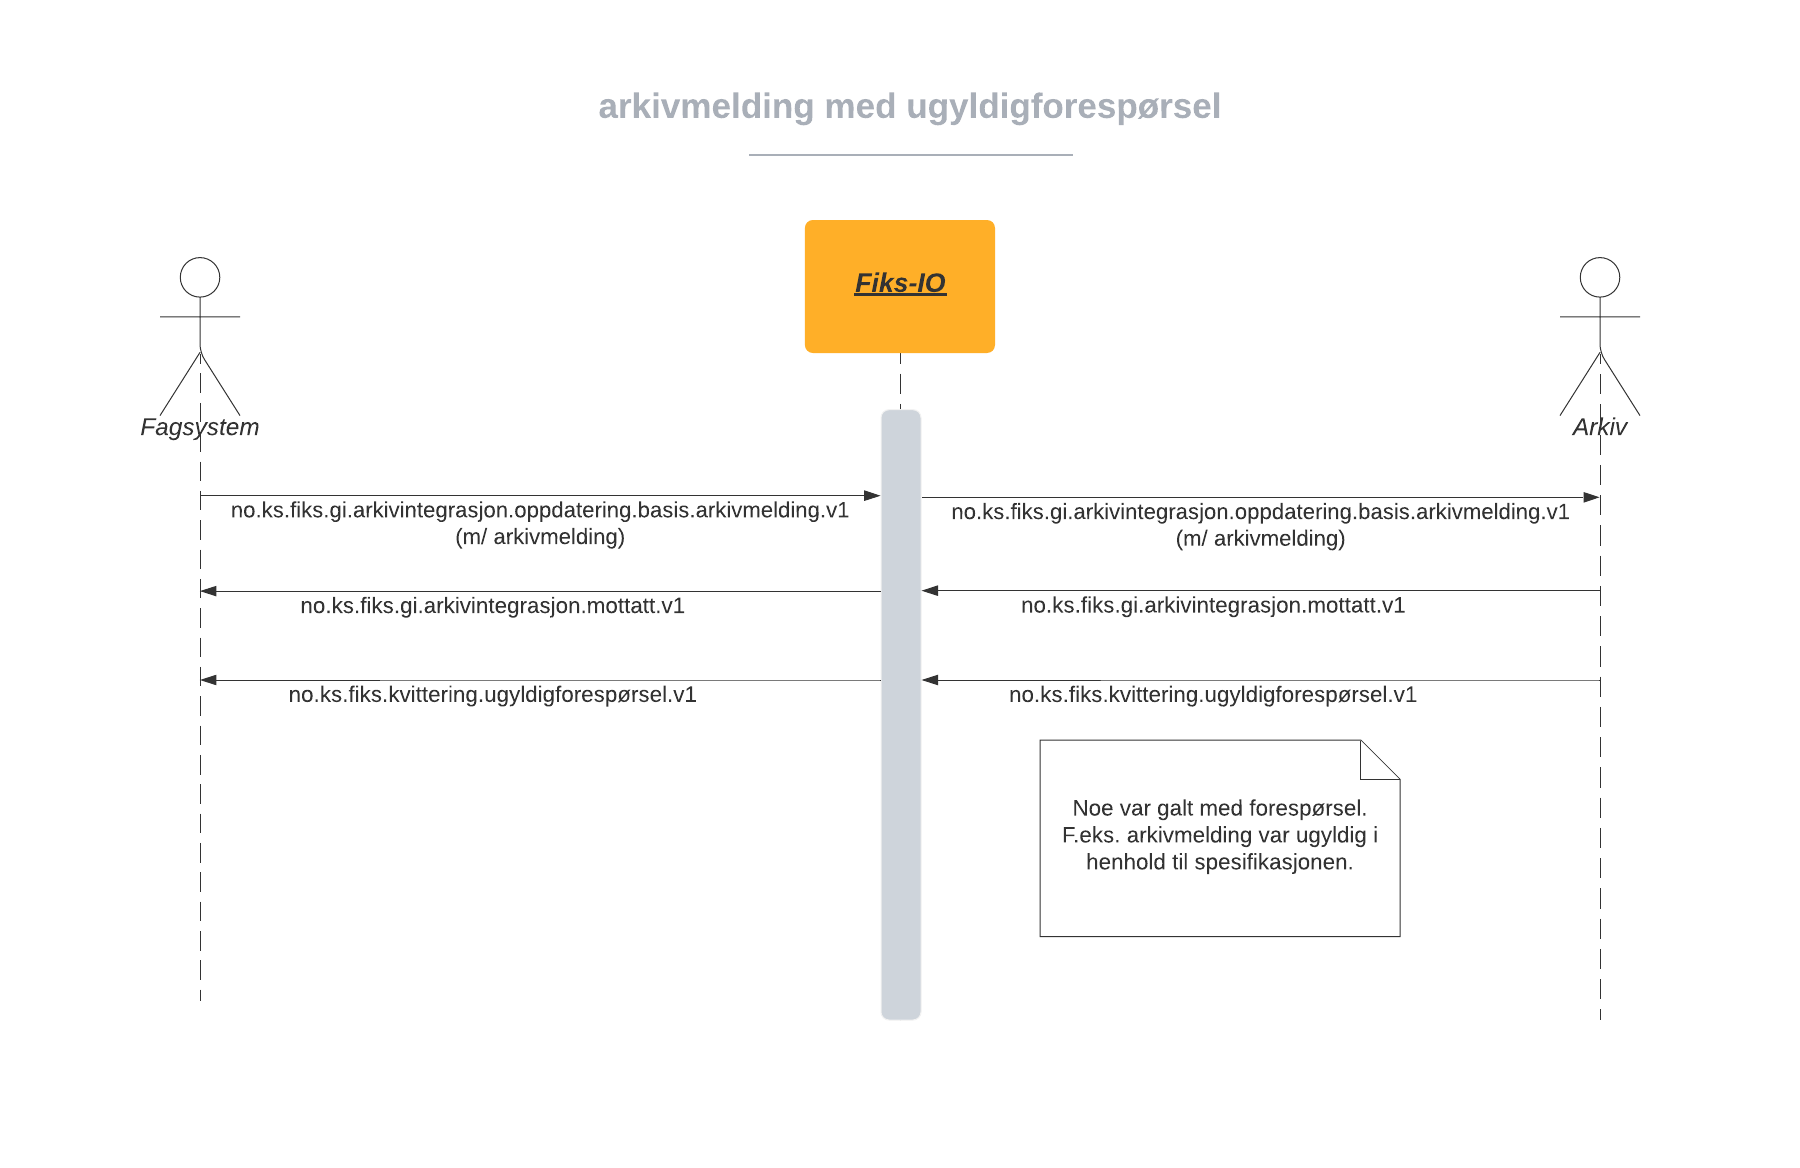 arkivmelding med ugyldigforespørsel
Fiks-IO
Fagsystem
Arkiv
no.ks.fiks.gi.arkivintegrasjon.oppdatering.basis.arkivmelding.v1
(m/ arkivmelding)
no.ks.fiks.gi.arkivintegrasjon.oppdatering.basis.arkivmelding.v1
(m/ arkivmelding)
no.ks.fiks.gi.arkivintegrasjon.mottatt.v1
no.ks.fiks.gi.arkivintegrasjon.mottatt.v1
no.ks.fiks.kvittering.ugyldigforespørsel.v1
no.ks.fiks.kvittering.ugyldigforespørsel.v1
Noe var galt med forespørsel.
F.eks. arkivmelding var ugyldig i
henhold til spesifikasjonen.